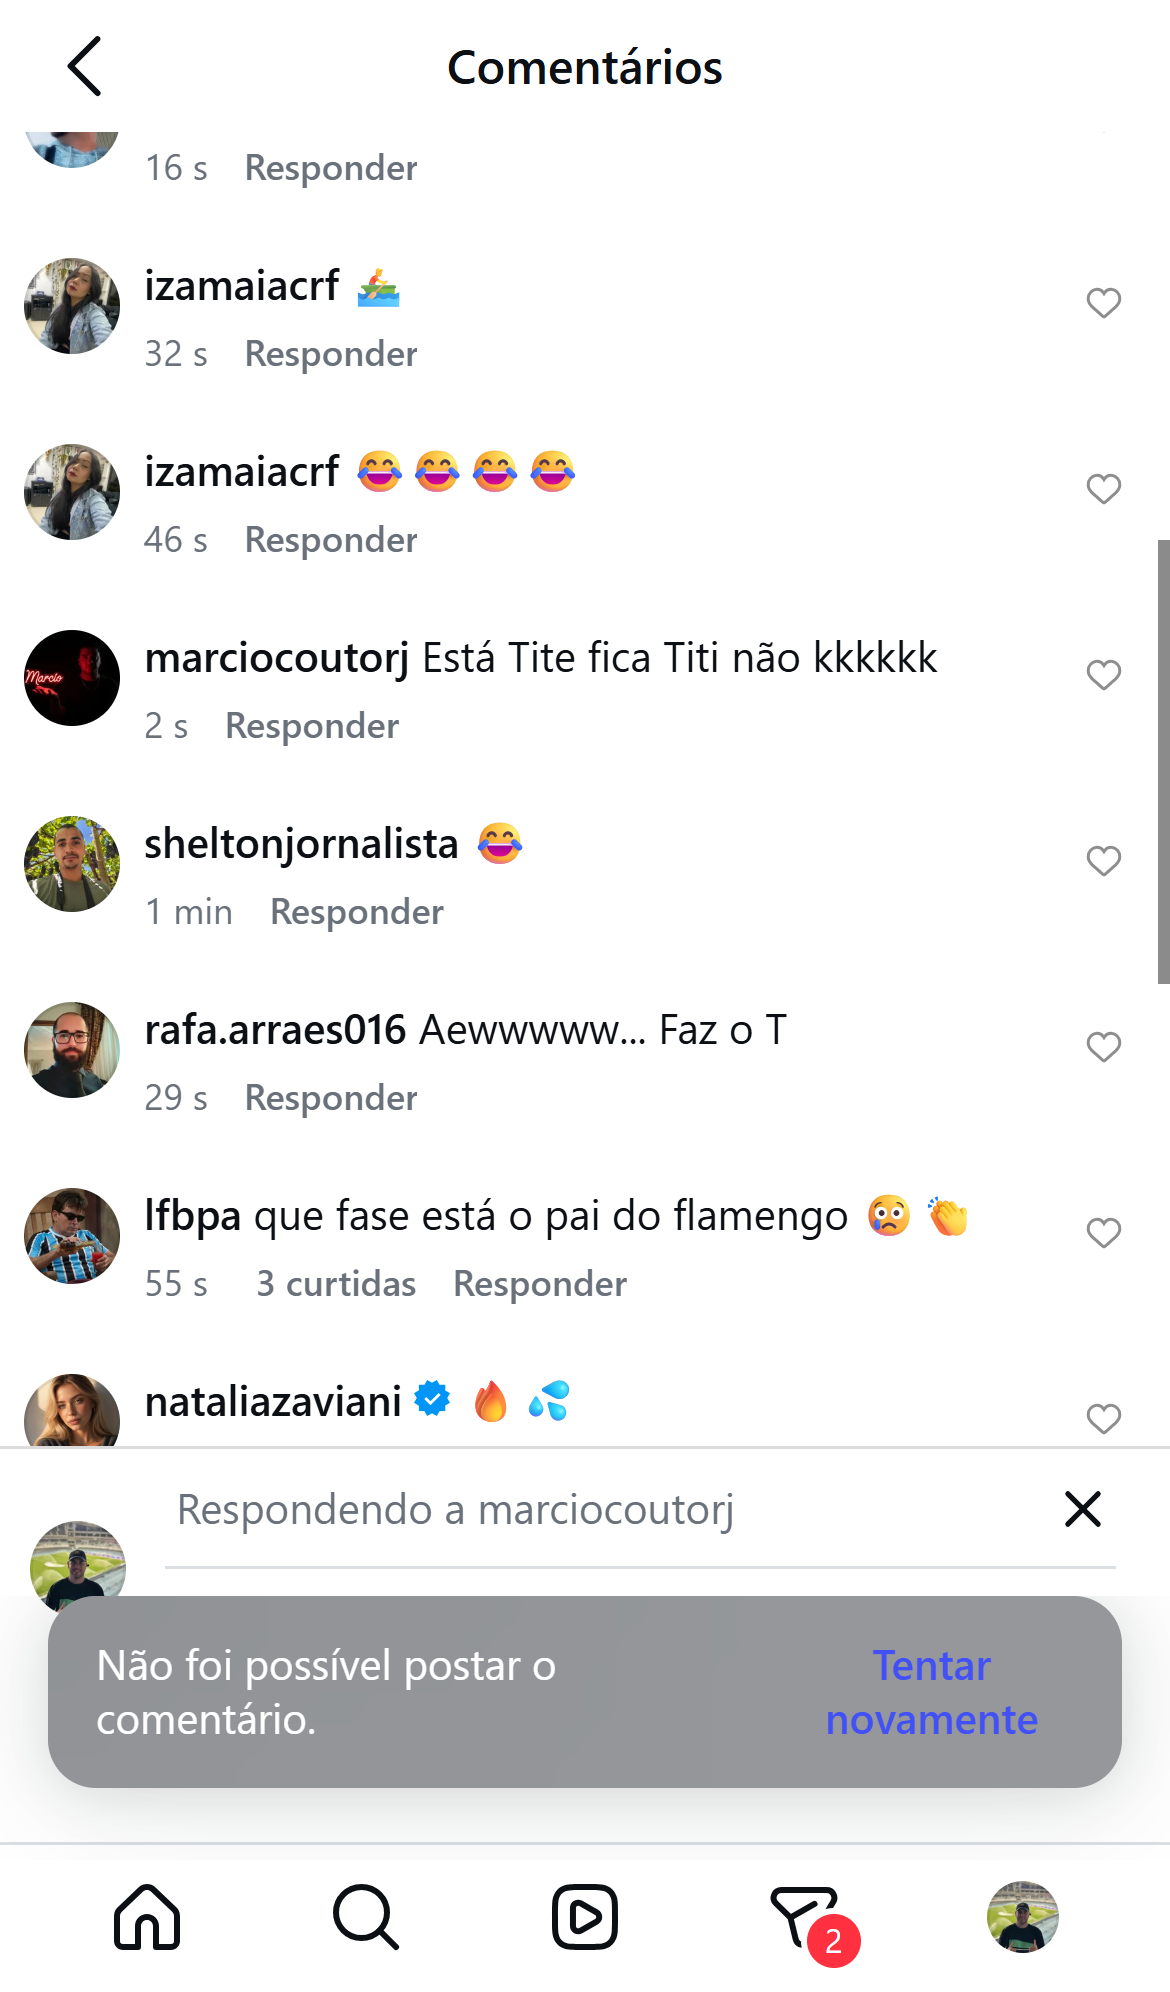 Comentários
16 s Responder
izamaiacrf 🚣
32 s Responder
izamaiacrf 😂😂😂😂
46 s Responder
Marcio
marciocoutorj Está Tite fica Titi não kkkkkk
2 s Responder
sheltonjornalista 😂
1 min Responder
rafa.arraes016 Aewwwww... Faz o T
29 s Responder
lfbpa que fase está o pai do flamengo 😢👏
55 s 3 curtidas Responder
nataliazaviani 🔥💦
Respondendo a marciocoutorj
Não foi possível postar o
comentário.
Tentar
novamente
2